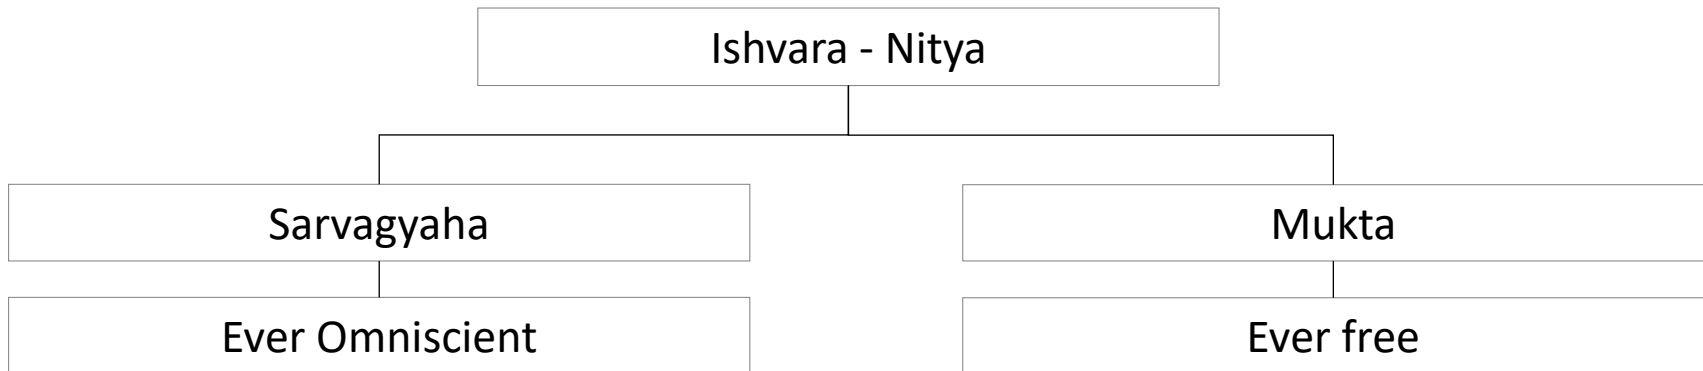 Ishvara - Nitya
Sarvagyaha
Mukta
Ever Omniscient
Ever free